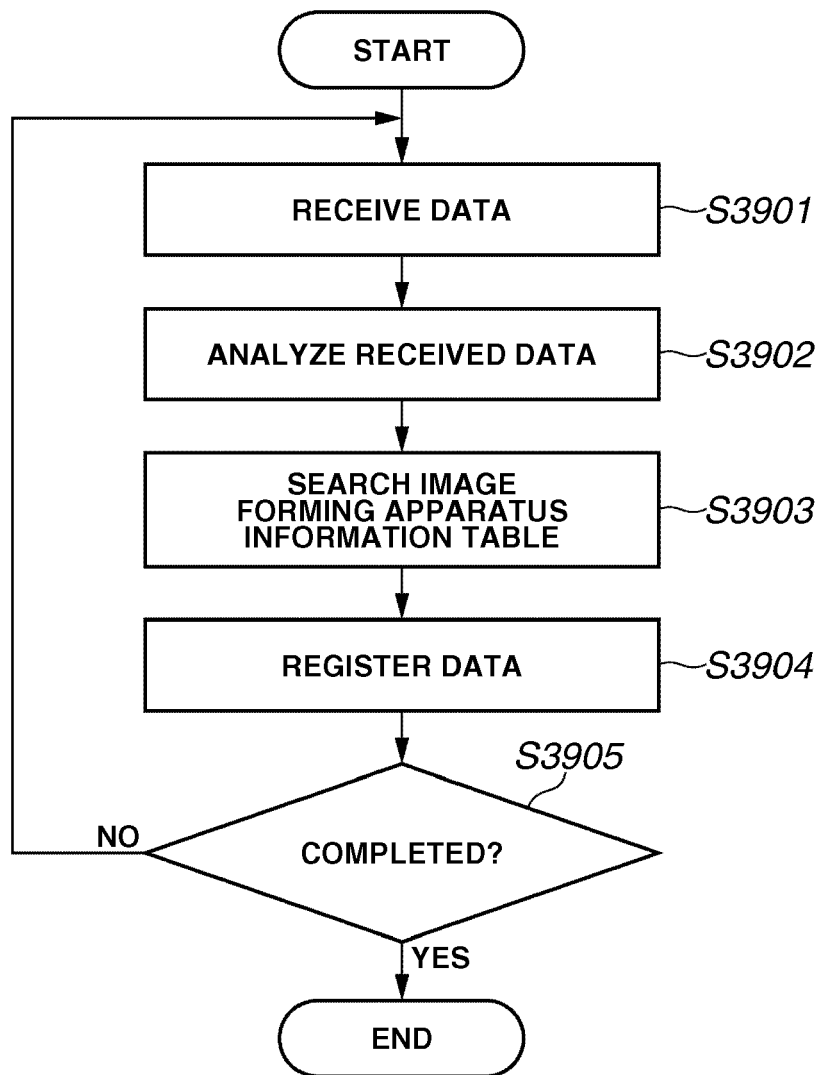 START
RECEIVE DATA
S3901
ANALYZE RECEIVED DATA
S3902
SEARCH IMAGE
FORMING APPARATUS
INFORMATION TABLE
S3903
REGISTER DATA
S3904
S3905
NO
COMPLETED?
YES
END